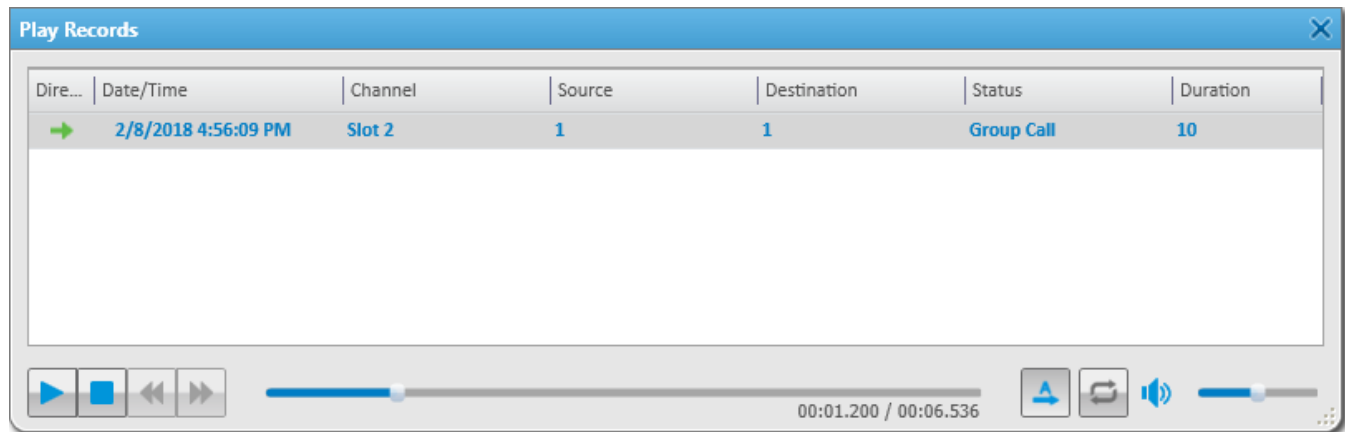 Play Records
Dire... Date/Time Channel Source Destination Status Duration
2/8/2018 4:56:09 PM Slot 2 1 1 Group Call 10
00:01.200 / 00:06.536
A